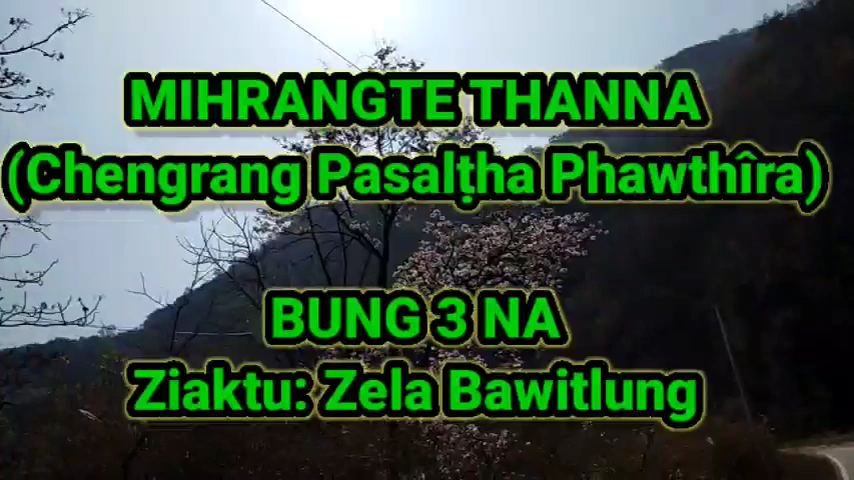 MIHRANGTE THANNA
(Chengrang Pasalṭha Phawthîra)
BUNG 3 NA
Ziaktu: Zela Bawitlung